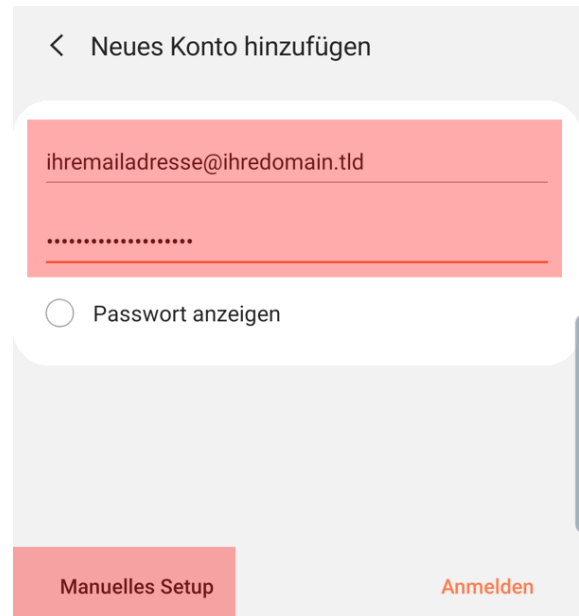 Neues Konto hinzufügen
ihremailadresse@ihredomain.tld
••••••••••••••••••••
Passwort anzeigen
Manuelles Setup Anmelden